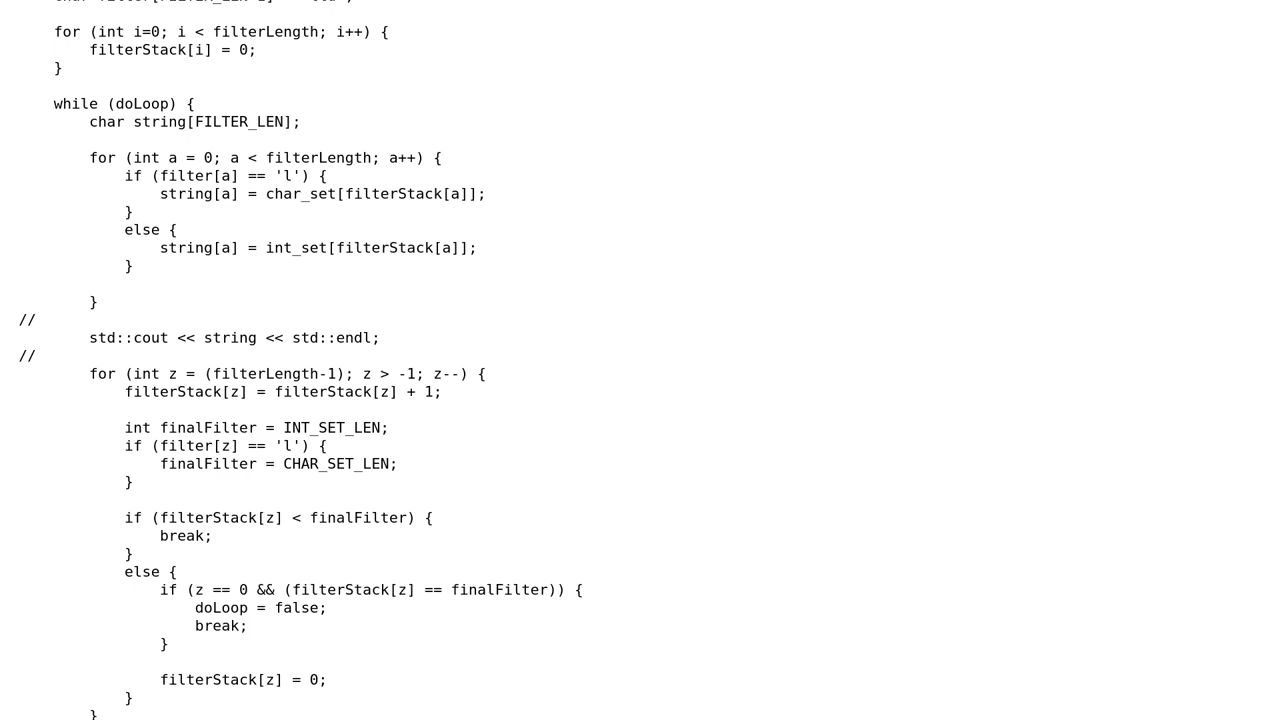 for (int i=0; i < filterLength; i++) {
filterStack[i] = 0;
}
while (doLoop) {
char string[FILTER_LEN];
for (int a = 0; a < filterLength; a++) {
if (filter[a] == 'l') {
string[a] = char_set[filterStack[a]];
}
else {
string[a] = int_set[filterStack[a]];
}
}
//
std::cout << string << std::endl;
//
for (int z = (filterLength-1); z > -1; z--) {
filterStack[z] = filterStack[z] + 1;
int finalFilter = INT_SET_LEN;
if (filter[z] == 'l') {
finalFilter = CHAR_SET_LEN;
}
if (filterStack[z] < finalFilter) {
break;
}
else {
if (z == 0 && (filterStack[z] == finalFilter)) {
doLoop = false;
break;
}
filterStack[z] = 0;
}
}